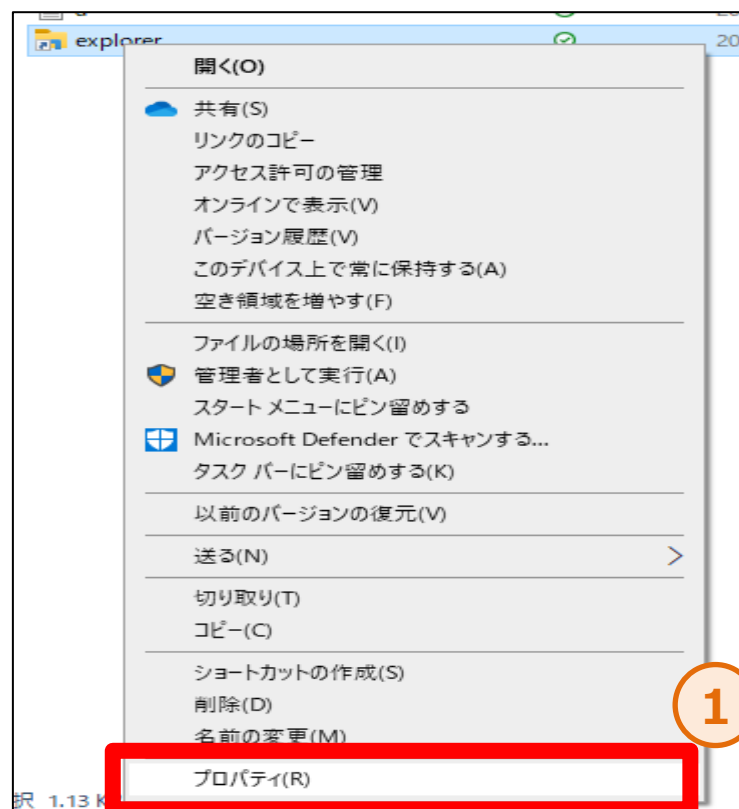 explorer
20
開く(O)
共有(S)
リンクのコピー
アクセス許可の管理
オンラインで表示(V)
バージョン履歴(V)
このデバイス上で常に保持する(A)
空き領域を増やす(F)
ファイルの場所を開く(I)
管理者として実行(A)
スタート メニューにピン留めする
Microsoft Defender でスキャンする...
タスク バーにピン留めする(K)
以前のバージョンの復元(V)
送る(N)
切り取り(T)
コピー(C)
ショートカットの作成(S)
削除(D)
1
名前の変更(M)
プロパティ(R)
択 1.13 K